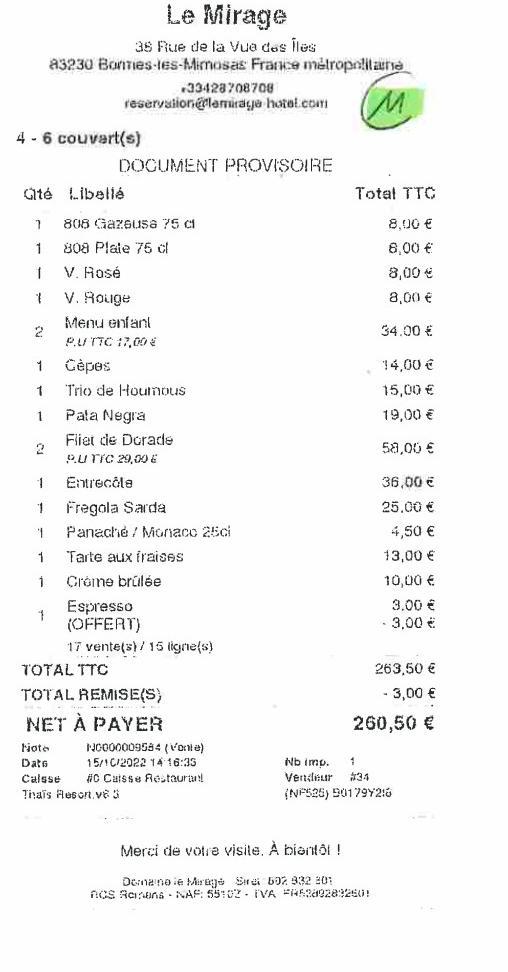 Le Mirage
38 Rue de la Vue des Îles
83230 Bormes-les-Mimosas France métropolitaine
+33428708708
reservation@lemirage-hotel.com
M
4 - 6 couvert(s)
DOCUMENT PROVISOIRE
Qté Libellé Total TTC
1 808 Gazeuse 75 cl 8,00 €
1 808 Plate 75 cl 8,00 €
1 V. Rosé 8,00 €
1 V. Rouge 8,00 €
2 Menu enfant 34,00 €
P.U TTC 17,00 €
1 Cèpes 14,00 €
1 Trio de Houmous 15,00 €
1 Pata Negra 19,00 €
2 Filet de Dorade 58,00 €
P.U TTC 29,00 €
1 Entrecôte 36,00 €
1 Fregola Sarda 25,00 €
1 Panaché / Monaco 25cl 4,50 €
1 Tarte aux fraises 13,00 €
1 Crème brûlée 10,00 €
1 Espresso 3,00 €
(OFFERT) - 3,00 €
17 vente(s) / 15 ligne(s)
TOTAL TTC 263,50 €
TOTAL REMISE(S) - 3,00 €
NET À PAYER 260,50 €
Note N0000009584 (Vente)
Date 15/10/2022 14:16:33 Nb imp. 1
Caisse #0 Caisse Restaurant Vendeur #34
Thaïs Resort.v6.3 (NF525)
Merci de votre visite. À bientôt !
Domaine le Mirage - Siret
RCS Romans - NAF: 5510Z - TVA